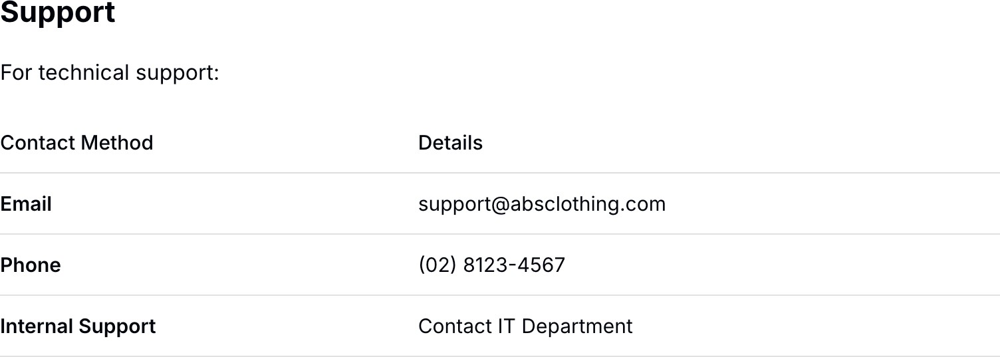 Support
For technical support:
Contact Method Details
Email support@absclothing.com
Phone (02) 8123-4567
Internal Support Contact IT Department